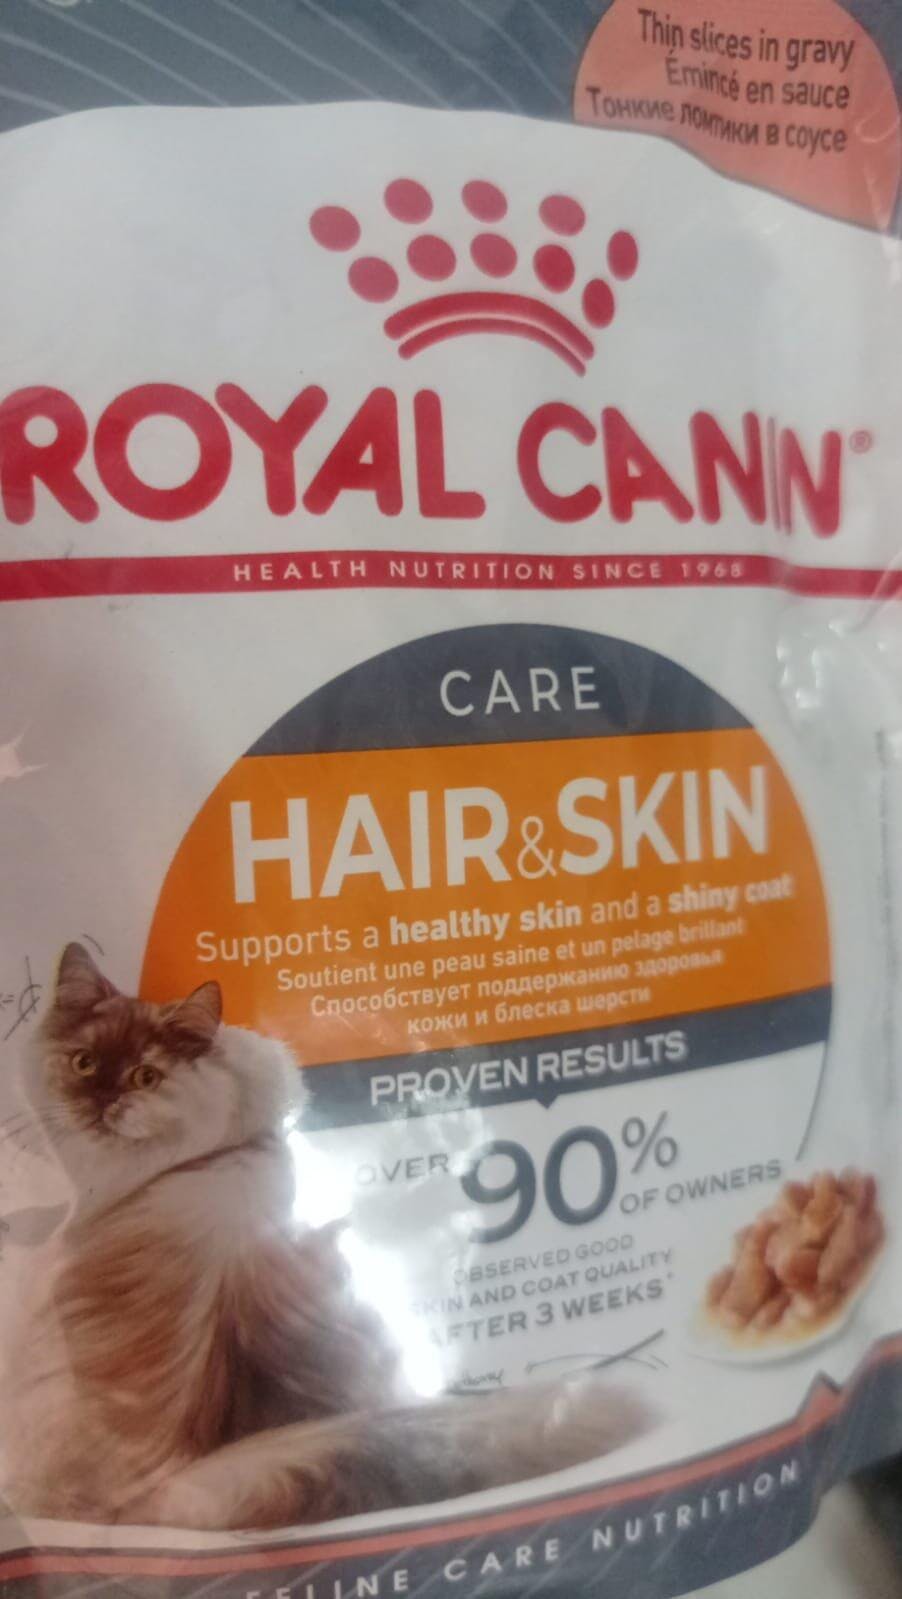 Thin slices in gravy
Émincé en sauce
Тонкие ломтики в соусе
ROYAL CANIN®
HEALTH NUTRITION SINCE 1968
CARE
HAIR&SKIN
Supports a healthy skin and a shiny coat
Soutient une peau saine et un pelage brillant
Способствует поддержанию здоровья
кожи и блеска шерсти
PROVEN RESULTS
OVER 90%
OF OWNERS
OBSERVED GOOD
SKIN AND COAT QUALITY
AFTER 3 WEEKS*
FELINE CARE NUTRITION